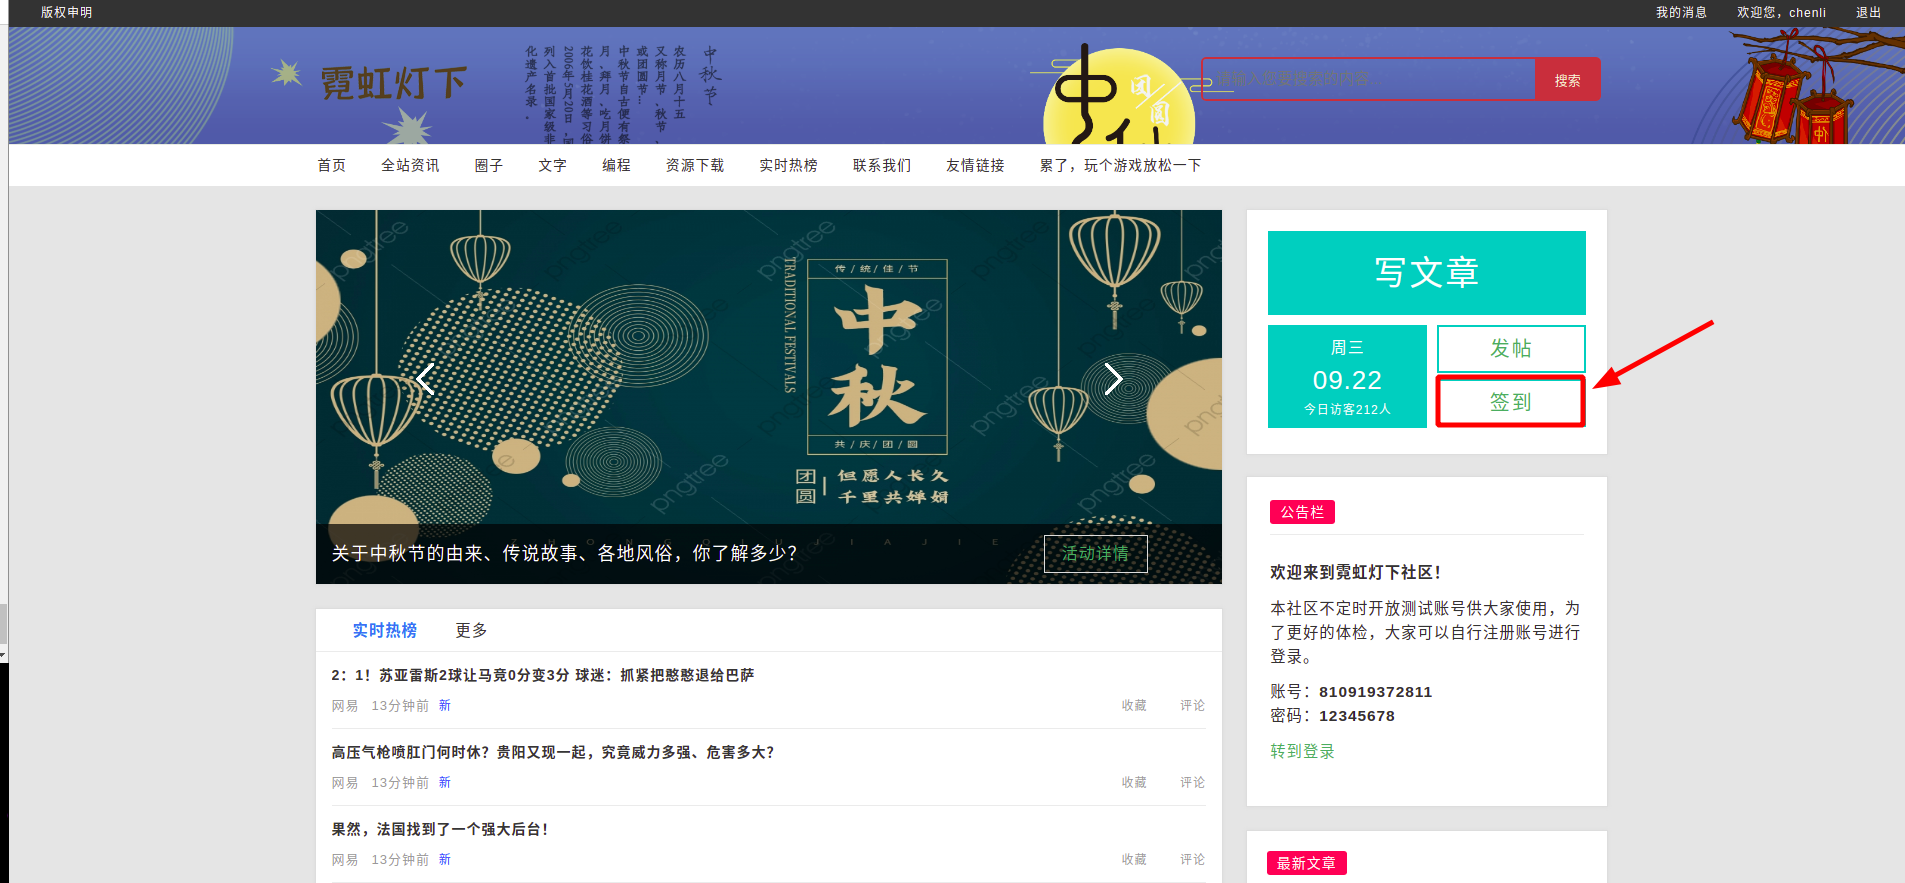 版权申明
我的消息 欢迎您，chenli 退出
霓虹灯下
中秋节
农历八月十五
又称月节、秋节、
或团圆节…
中秋节自古便有祭
月、拜月、吃月饼
花饮桂花酒等习俗
2006年5月20日，国
列入首批国家级非
化遗产名录。
团圆
请输入您要搜索的内容
搜索
中
首页 全站资讯 圈子 文字 编程 资源下载 实时热榜 联系我们 友情链接 累了，玩个游戏放松一下
传/统/佳/节
TRADITIONAL FESTIVALS
中秋
共/庆/团/圆
团圆
但愿人长久
千里共婵娟
pngtree
ZHONGQIUJIAJIE
关于中秋节的由来、传说故事、各地风俗，你了解多少？
活动详情
写文章
周三
09.22
今日访客212人
发帖
签到
公告栏
欢迎来到霓虹灯下社区！
本社区不定时开放测试账号供大家使用，为
了更好的体检，大家可以自行注册账号进行
登录。
账号：810919372811
密码：12345678
转到登录
最新文章
实时热榜 更多
2：1！苏亚雷斯2球让马竞0分变3分 球迷：抓紧把憨憨退给巴萨
网易 13分钟前 新 收藏 评论
高压气枪喷肛门何时休？贵阳又现一起，究竟威力多强、危害多大？
网易 13分钟前 新 收藏 评论
果然，法国找到了一个强大后台！
网易 13分钟前 新 收藏 评论